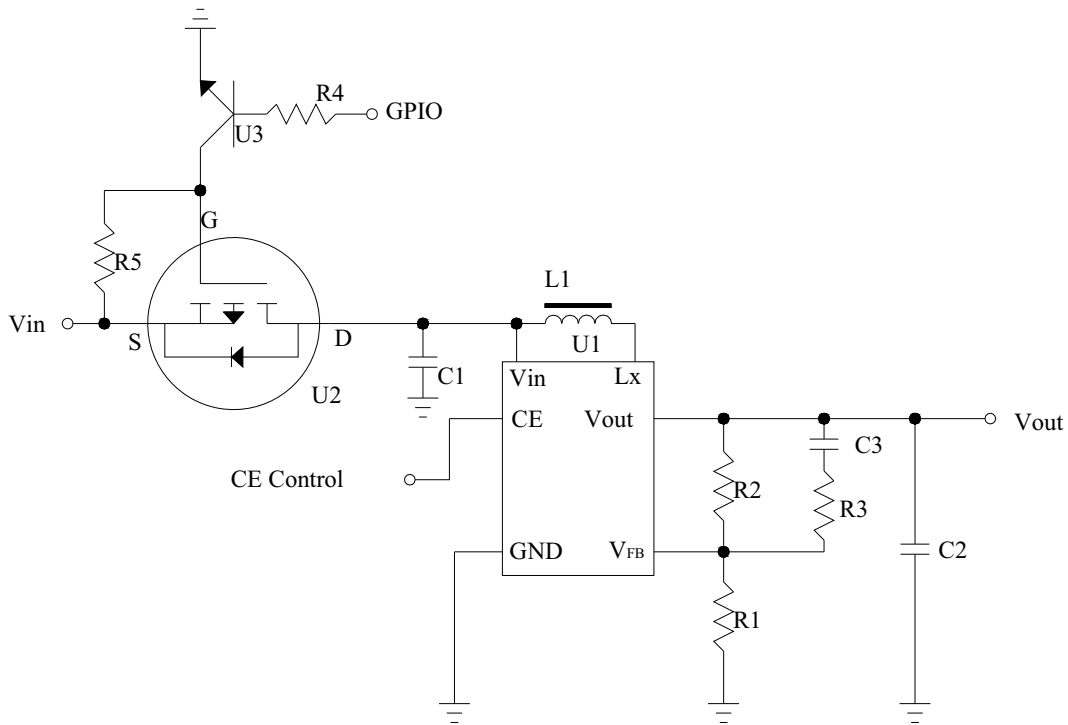 R4
GPIO
U3
G
R5
L1
Vin
S
D
U1
C1
Vin
Lx
U2
CE
Vout
Vout
C3
CE Control
R2
R3
GND
VFB
C2
R1